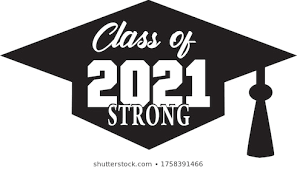 Class of
2021
STRONG
shutterstock.com • 1758391466